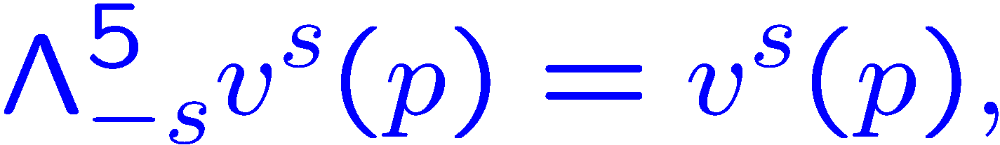 Λ^5_{-s} v^s(p) = v^s(p),